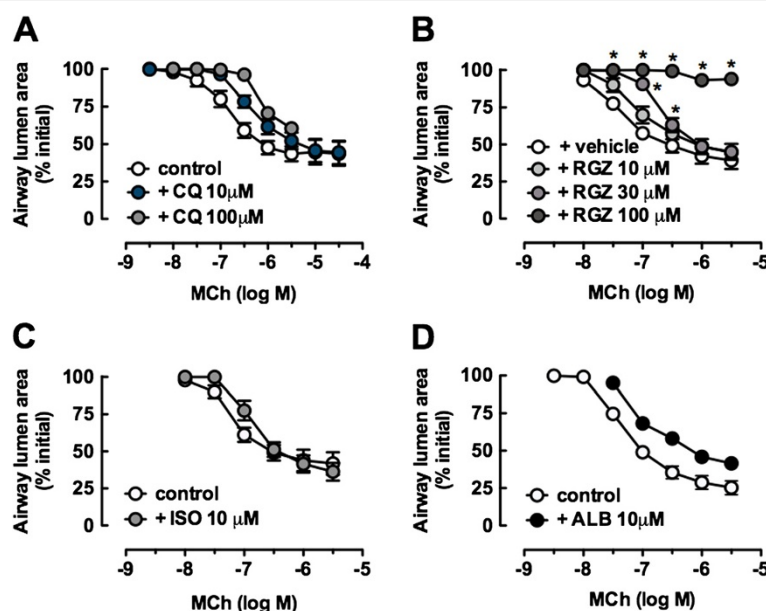 A
Airway lumen area
(% initial)
100
75
50
25
0
control
+ CQ 10μM
+ CQ 100μM
-9 -8 -7 -6 -5 -4
MCh (log M)
B
Airway lumen area
(% initial)
100
75
50
25
0
* * * * *
*
*
+ vehicle
+ RGZ 10 μM
+ RGZ 30 μM
+ RGZ 100 μM
-9 -8 -7 -6 -5
MCh (log M)
C
Airway lumen area
(% initial)
100
75
50
25
0
control
+ ISO 10 μM
-9 -8 -7 -6 -5
MCh (log M)
D
Airway lumen area
(% initial)
100
75
50
25
0
control
+ ALB 10μM
-9 -8 -7 -6 -5
MCh (log M)